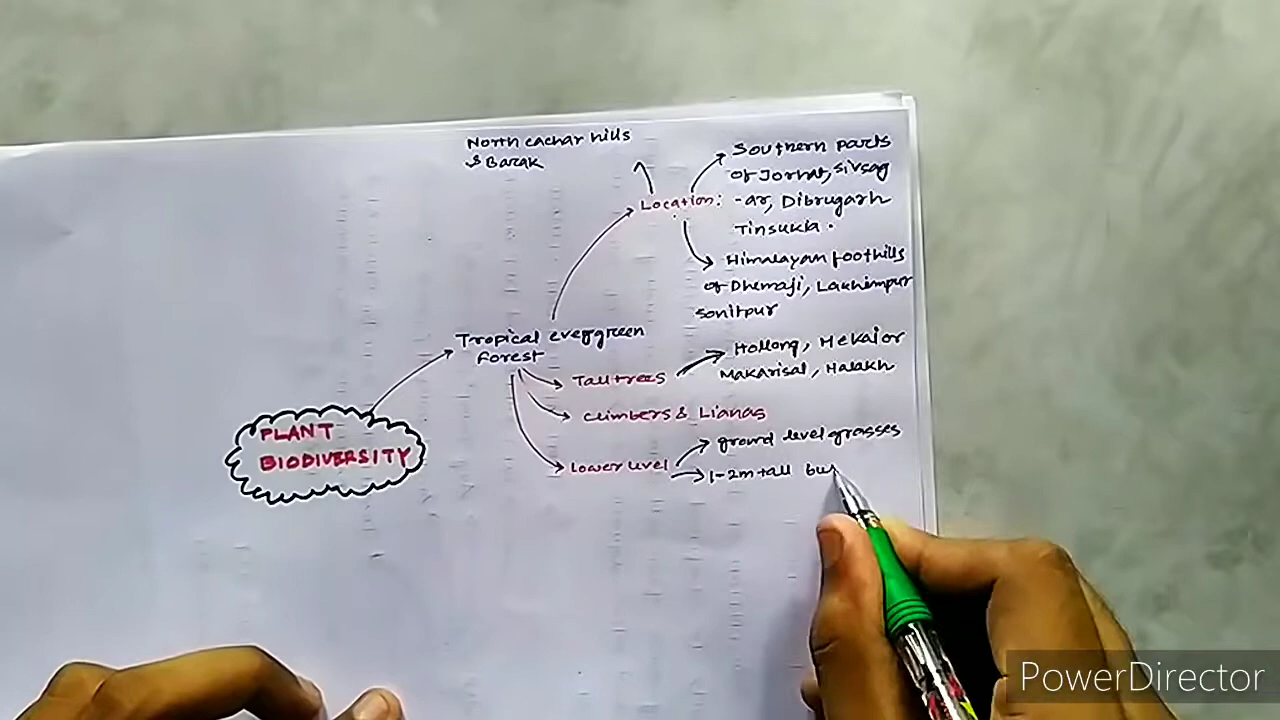 North cachar hills
& Barak
Location:
Southern parts
of Jorhat, Sivsag
-ar, Dibrugarh
Tinsukia.
Himalayan foothills
of Dhemaji, Lakhimpur
Sonitpur
Tropical evergreen
forest
Tall trees
Hollong, Mekai or
Makarisal, Halakh
Climbers & Lianas
PLANT
BIODIVERSITY
Lower level
ground level grasses
1-2m tall bus
PowerDirector